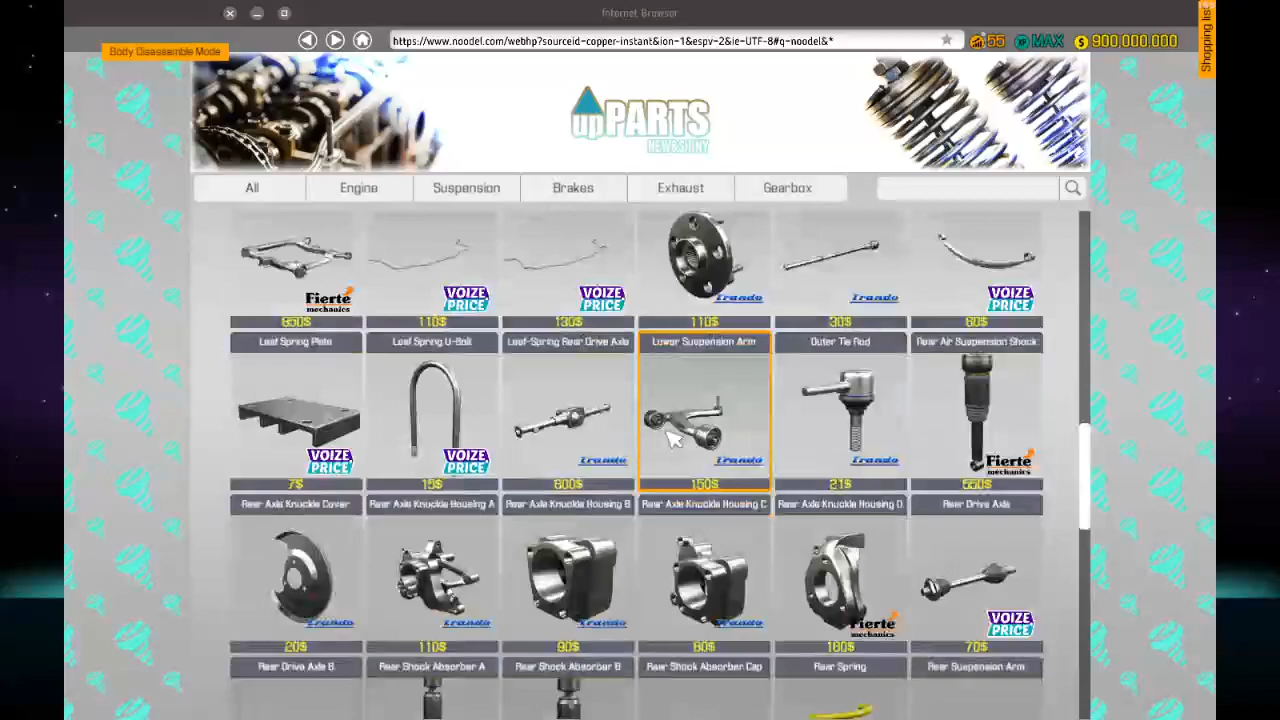 Internet Browser
Body Disassemble Mode
https://www.noodel.com/webhp?sourceid-copper-instant&ion-1&espv-2&ie-UTF-8#q-noodel&*
55
MAX
$ 900,000,000
Shopping list
upPARTS
NEW&SHINY
All
Engine
Suspension
Brakes
Exhaust
Gearbox
Fierte mechanics
VOIZE PRICE
VOIZE PRICE
Trando
Trando
VOIZE PRICE
850$
110$
130$
110$
30$
60$
Leaf Spring Plate
Leaf Spring U-Bolt
Leaf-Spring Rear Drive Axle
Lower Suspension Arm
Outer Tie Rod
Rear Air Suspension Shock
VOIZE PRICE
VOIZE PRICE
Trando
Trando
Trando
Fierte mechanics
7$
15$
800$
150$
21$
550$
Rear Axle Knuckle Cover
Rear Axle Knuckle Housing A
Rear Axle Knuckle Housing B
Rear Axle Knuckle Housing C
Rear Axle Knuckle Housing D
Rear Drive Axle
Trando
Trando
Trando
Trando
Fierte mechanics
VOIZE PRICE
20$
110$
90$
80$
160$
70$
Rear Drive Axle B
Rear Shock Absorber A
Rear Shock Absorber B
Rear Shock Absorber Cap
Rear Spring
Rear Suspension Arm